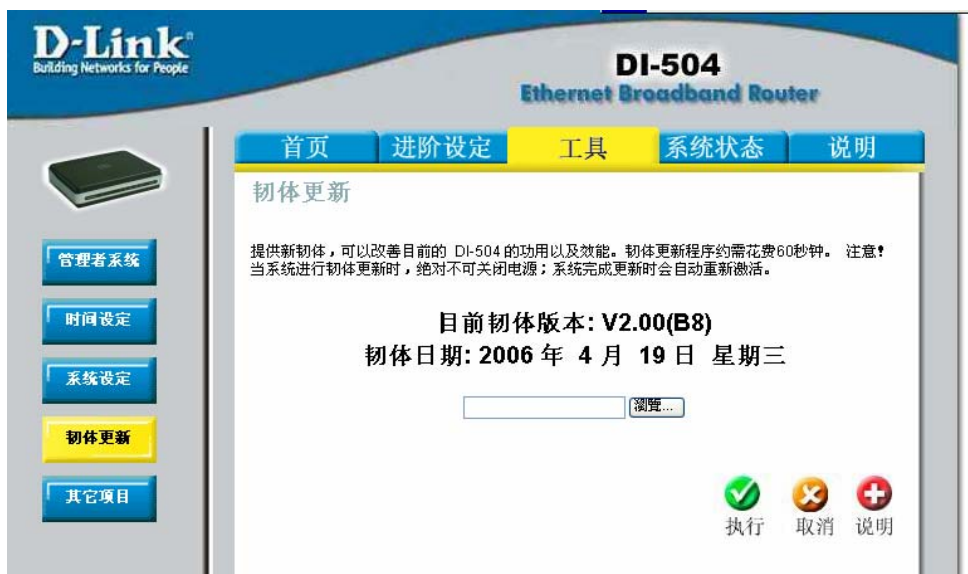 D-Link®
Building Networks for People
DI-504
Ethernet Broadband Router
首页 进阶设定 工具 系统状态 说明
韧体更新
提供新韧体，可以改善目前的 DI-504 的功用以及效能。韧体更新程序约需花费60秒钟。 注意!
当系统进行韧体更新时，绝对不可关闭电源；系统完成更新时会自动重新激活。
目前韧体版本: V2.00(B8)
韧体日期: 2006 年 4 月 19 日 星期三
瀏覽...
管理者系统
时间设定
系统设定
韧体更新
其它项目
执行 取消 说明